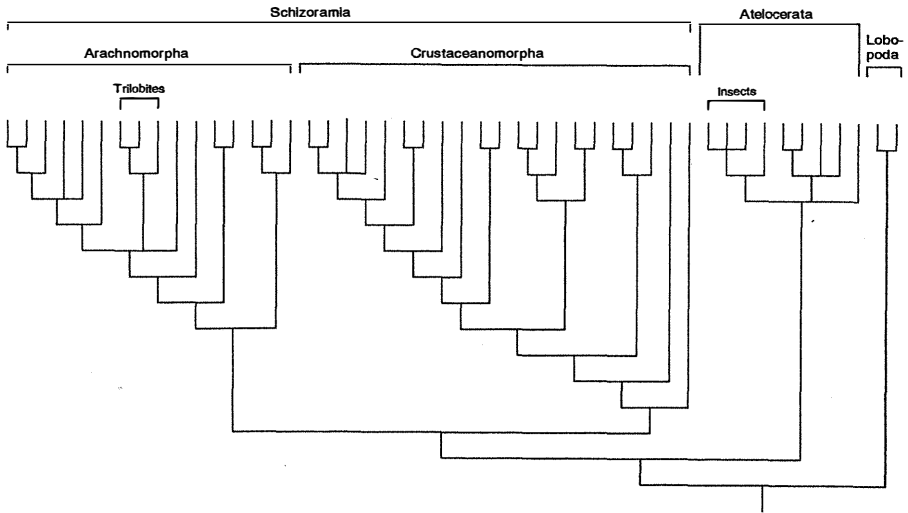 Schizoramia
Atelocerata
Lobo-
poda
Arachnomorpha
Crustaceanomorpha
Trilobites
Insects